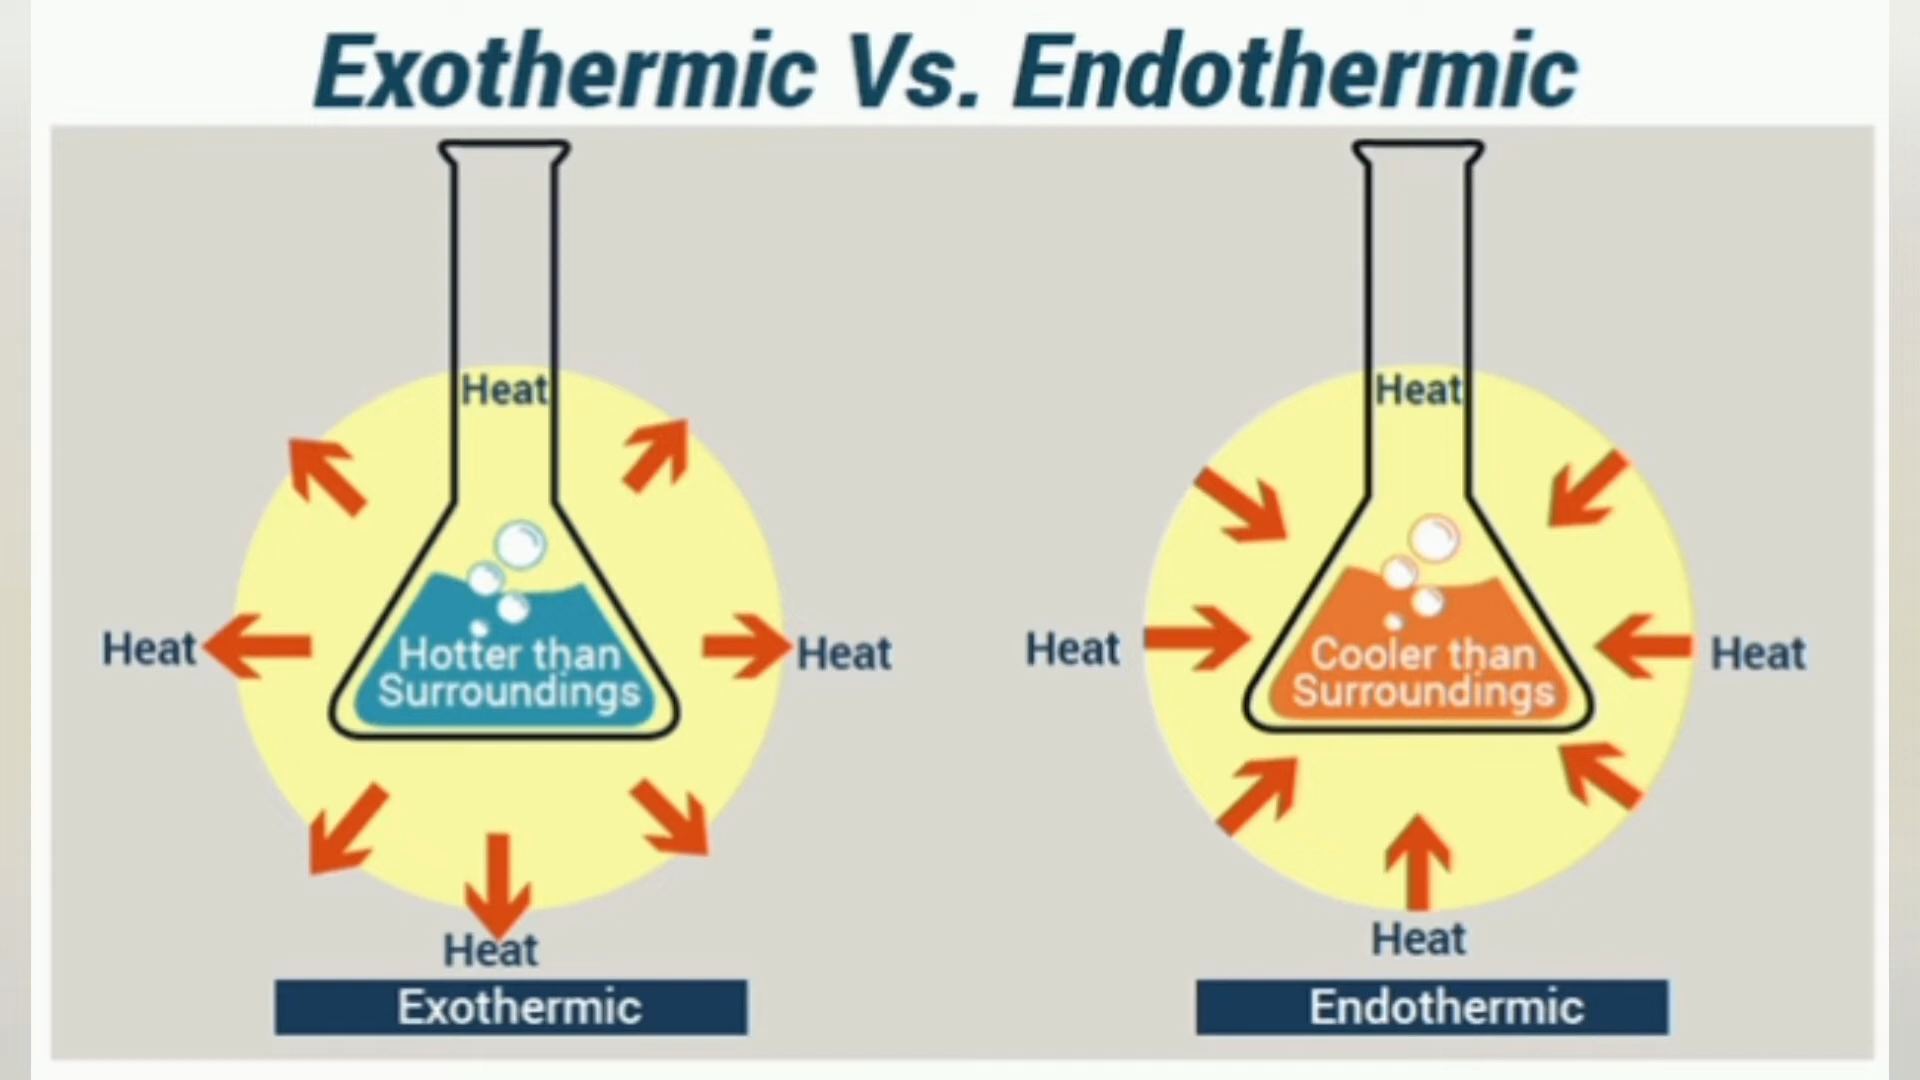 Exothermic Vs. Endothermic
Heat
Heat
Heat
Hotter than
Surroundings
Heat
Heat
Exothermic
Heat
Heat
Cooler than
Surroundings
Heat
Heat
Endothermic